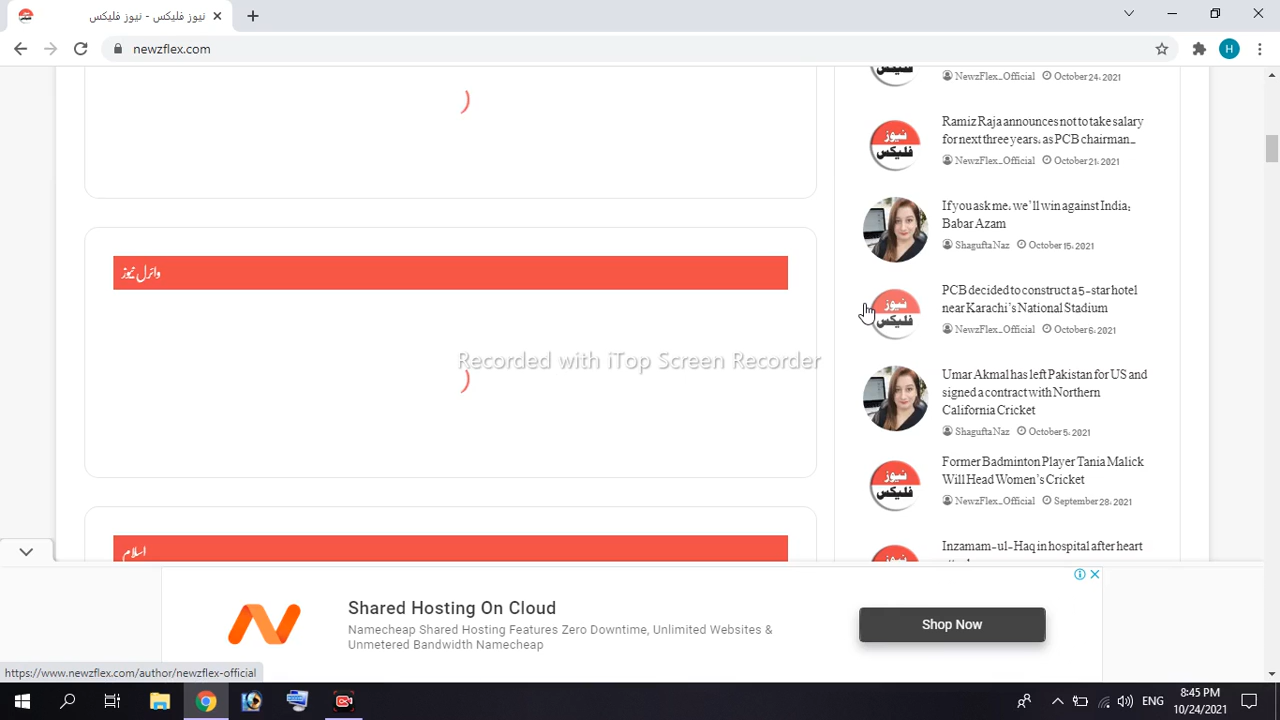 نیوز فلیکس - نیوز فلیکس
newzflex.com
H
NewzFlex_Official October 24, 2021
Ramiz Raja announces not to take salary
for next three years, as PCB chairman_
NewzFlex_Official October 21, 2021
نیوز
فلیکس
If you ask me, we'll win against India;
Babar Azam
Shagufta Naz October 15, 2021
وائرل نیوز
PCB decided to construct a 5-star hotel
near Karachi's National Stadium
NewzFlex_Official October 6, 2021
نیوز
فلیکس
Recorded with iTop Screen Recorder
Umar Akmal has left Pakistan for US and
signed a contract with Northern
California Cricket
Shagufta Naz October 5, 2021
Former Badminton Player Tania Malick
Will Head Women's Cricket
NewzFlex_Official September 28, 2021
نیوز
فلیکس
اسلام
Inzamam-ul-Haq in hospital after heart
Shared Hosting On Cloud
Namecheap Shared Hosting Features Zero Downtime, Unlimited Websites &
Unmetered Bandwidth Namecheap
Shop Now
https://www.newzflex.com/author/newzflex-official
ENG
8:45 PM
10/24/2021